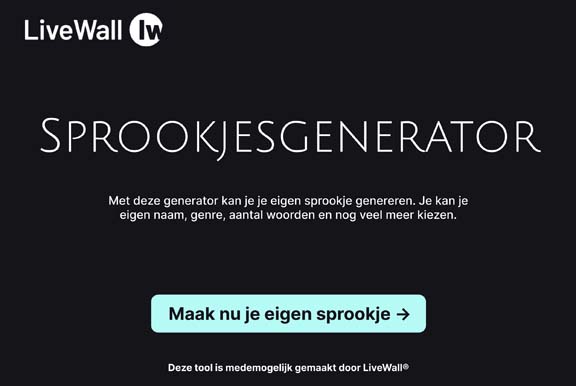 LiveWall lw
SPROOKJESGENERATOR
Met deze generator kan je je eigen sprookje genereren. Je kan je
eigen naam, genre, aantal woorden en nog veel meer kiezen.
Maak nu je eigen sprookje →
Deze tool is medemogelijk gemaakt door LiveWall®